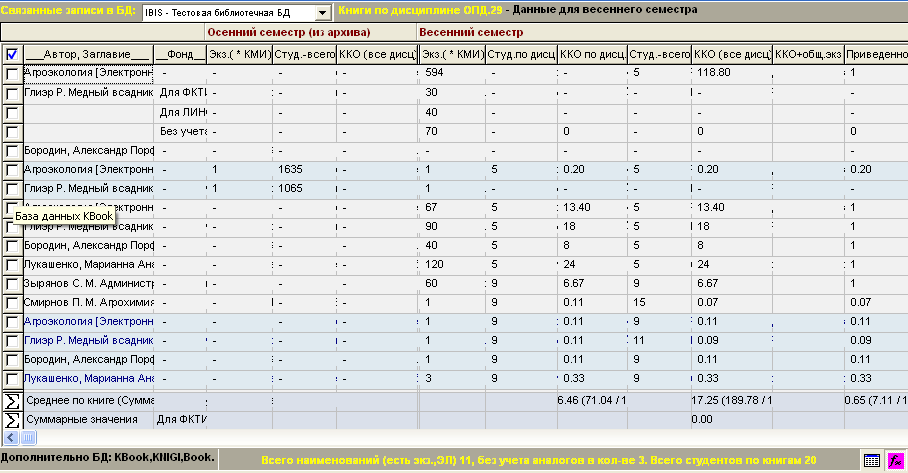 Связанные записи в БД: IBIS - Тестовая библиотечная БД Книги по дисциплине ОПД.29 - Данные для весеннего семестра
Осенний семестр (из архива) Весенний семестр
__Автор, Заглавие___ __Фонд__ Экз.( * КМИ) Студ.-всего ККО (все дисц) Экз.( * КМИ) Студ.по дисц. ККО по дисц. Студ.-всего ККО (все дисц) ККО+общ.экз Приведенно
Агроэкология [Электронн - - - - 594 - - 5 118.80 1
Глиэр Р. Медный всадник Для ФКТИ - - - 30 - - - - -
Для ЛИН - - - 40 - - - - -
Без учета - - - 70 - 0 - 0 0
Бородин, Александр Порф - - - - - - - - - -
Агроэкология [Электронн - 1 1635 - 1 5 0.20 5 0.20 0.20
Глиэр Р. Медный всадник - 1 1065 - 1 - - - - -
- - - - 67 5 13.40 5 13.40 1
База данных KBook
Глиэр Р. Медный всадник - - - - 90 5 18 5 18 1
Бородин, Александр Порф - - - - 40 5 8 5 8 1
Лукашенко, Марианна Ана - - - - 120 5 24 5 24 1
Зырянов С. М. Администр - - - - 60 9 6.67 9 6.67 1
Смирнов П. М. Агрохимия - - - - 1 9 0.11 15 0.07 0.07
Агроэкология [Электронн - - - - 1 9 0.11 9 0.11 0.11
Глиэр Р. Медный всадник - - - - 1 9 0.11 11 0.09 0.09
Бородин, Александр Порф - - - - 1 9 0.11 9 0.11 0.11
Лукашенко, Марианна Ана - - - - 3 9 0.33 9 0.33 0.33
Среднее по книге (Сумма - 6.46 (71.04 / 1 17.25 (189.78 / 1 0.65 (7.11 / 1
Суммарные значения Для ФКТИ 0.00
Дополнительно БД: KBook,KNIGI,Book. Всего наименований (есть экз.,ЭЛ) 11, без учета аналогов в кол-ве 3. Всего студентов по книгам 20